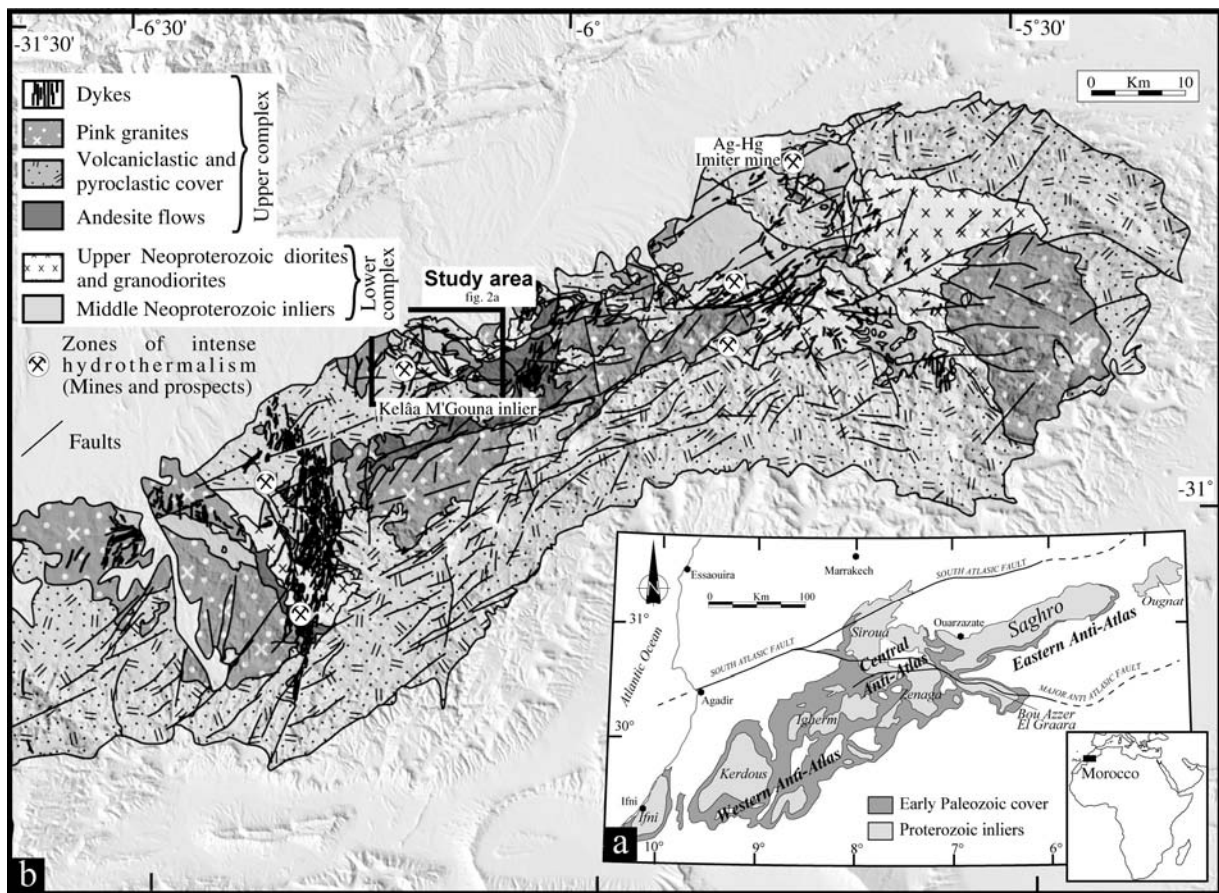 -6°30'
-6°
-5°30'
-31°30'
0 Km 10
Dykes
Pink granites
Volcaniclastic and
pyroclastic cover
Andesite flows
Upper complex
Upper Neoproterozoic diorites
and granodiorites
Middle Neoproterozoic inliers
Lower
complex
Zones of intense
hydrothermalism
(Mines and prospects)
Faults
Ag-Hg
Imiter mine
Study area
fig. 2a
Kelâa M'Gouna inlier
-31°
b
Essaouira
Marrakech
0 Km 100
SOUTH ATLASIC FAULT
Ougnat
31°
Siroua
Ouarzazate
Saghro
Atlantic Ocean
SOUTH ATLASIC FAULT
Central
Anti-Atlas
Eastern Anti-Atlas
Agadir
Zenaga
MAJOR ANTI ATLASIC FAULT
30°
Igherm
Bou Azzer
El Graara
Kerdous
Western Anti-Atlas
Ifni
Ifni
Early Paleozoic cover
Proterozoic inliers
Morocco
a
10°
9°
8°
7°
6°